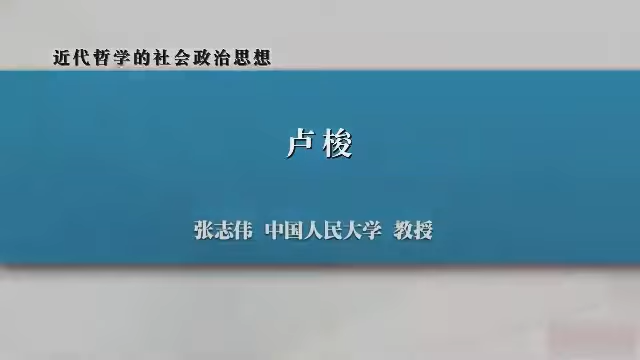 近代哲学的社会政治思想
卢梭
张志伟 中国人民大学 教授